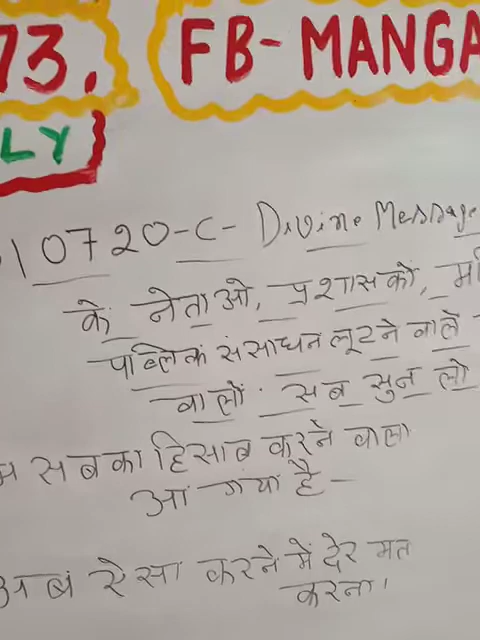 73. FB- MANGA
LY
10720-C- Divine Message
के नेताओ, प्रशासको,
पब्लिक संसाधन लूटने वाले
वालों. सब सुन लो
सबका हिसाब करने वाला
आ गया है -
अब ऐसा करने में देर मत
करना।